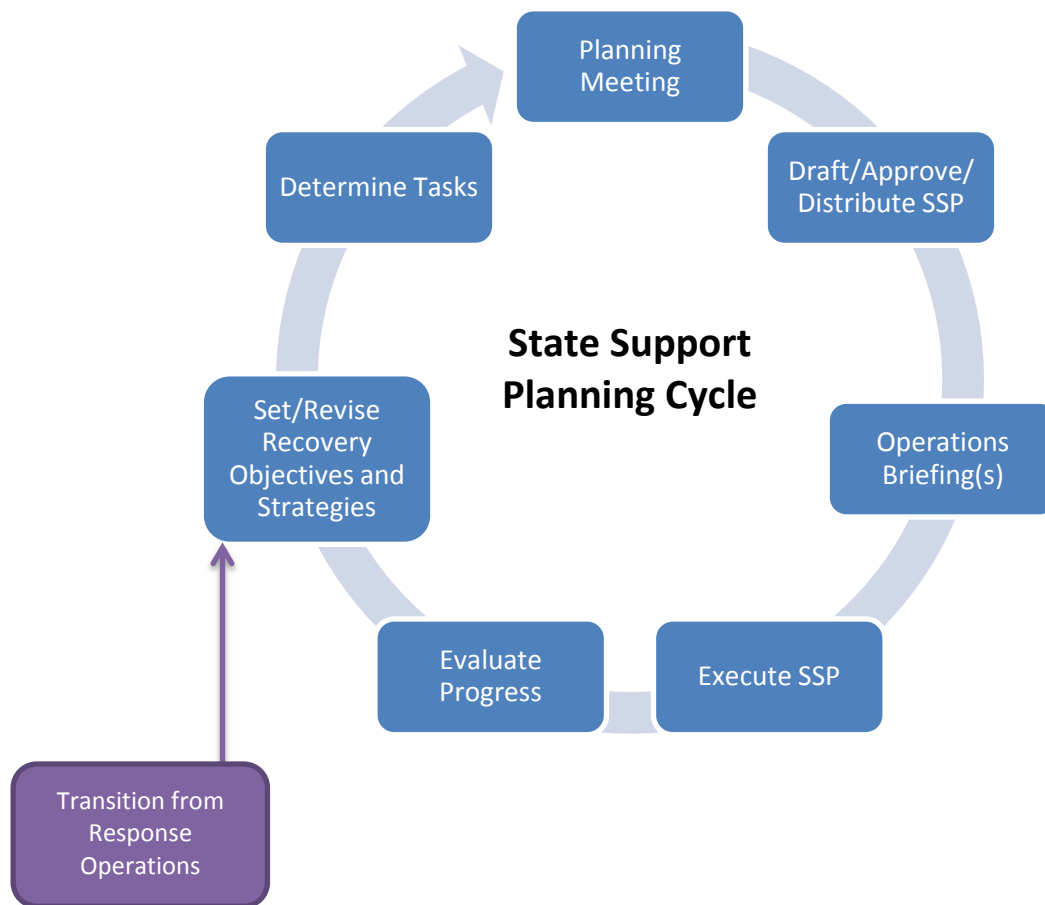 Planning
Meeting
Draft/Approve/
Distribute SSP
Operations
Briefing(s)
Execute SSP
Evaluate
Progress
Set/Revise
Recovery
Objectives and
Strategies
Determine Tasks
State Support
Planning Cycle
Transition from
Response
Operations